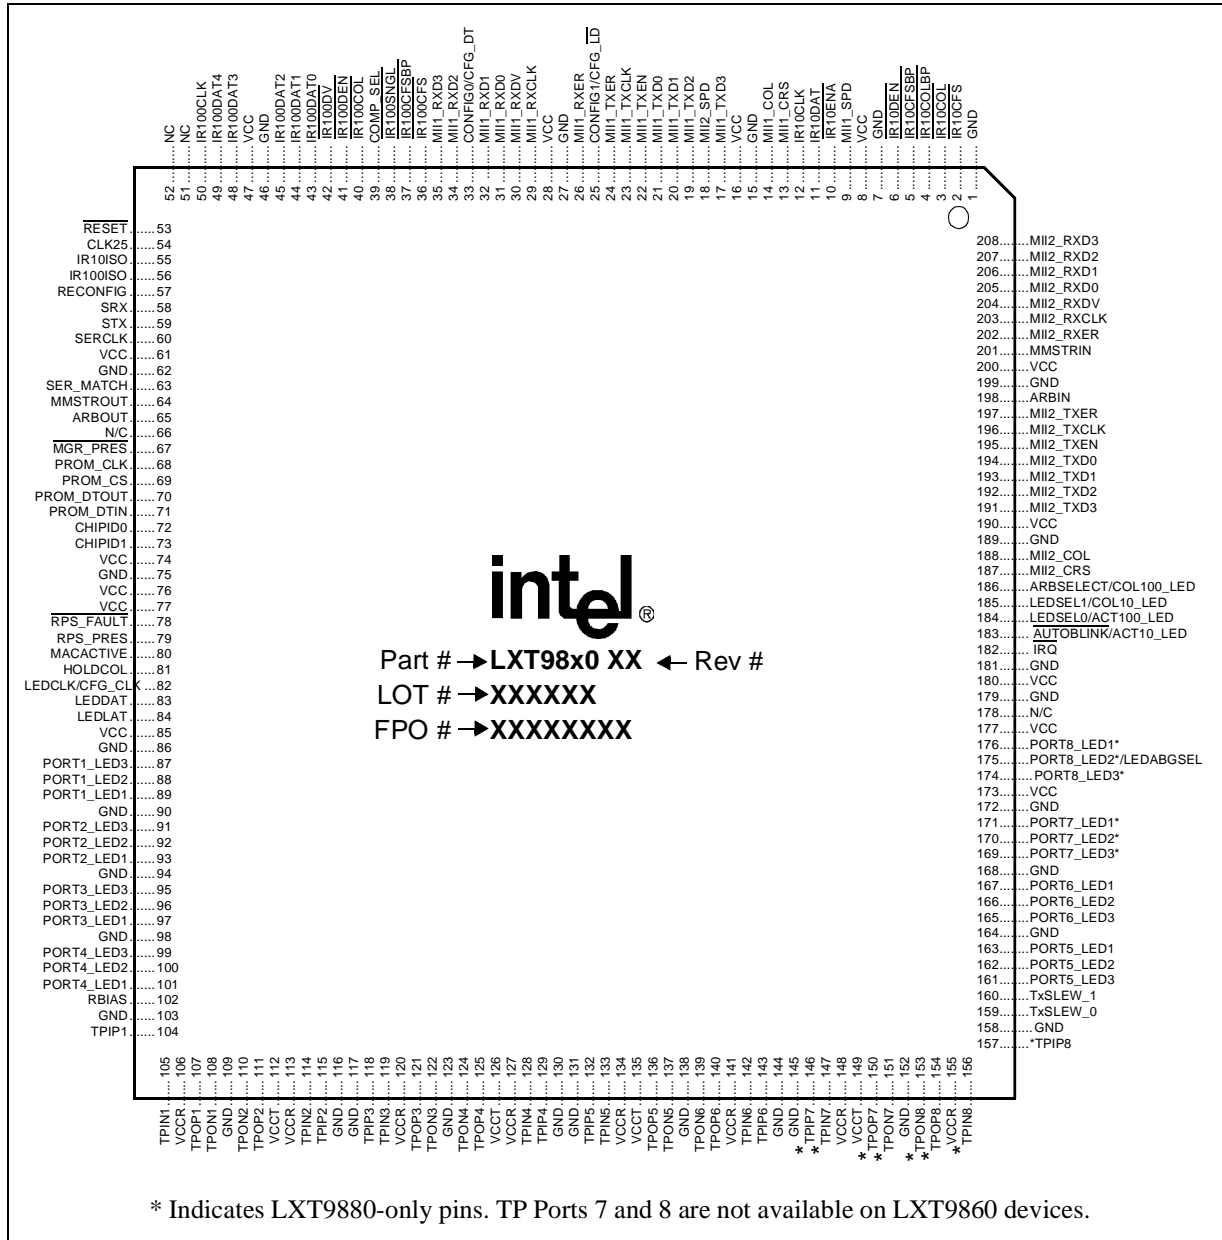 52......NC
51......NC
50......IR100CLK
49......IR100DAT4
48......IR100DAT3
47......VCC
46......GND
45......IR100DAT2
44......IR100DAT1
43......IR100DAT0
42......IR100DV
41......IR100DEN
40......IR100COL
39......COMP_SEL
38......IR100SNGL
37......IR100CFSBP
36......IR100CFS
35......MII1_RXD3
34......MII1_RXD2
33......CONFIG0/CFG_DT
32......MII1_RXD1
31......MII1_RXD0
30......MII1_RXDV
29......MII1_RXCLK
28......VCC
27......GND
26......MII1_RXER
25......CONFIG1/CFG_LD
24......MII1_TXER
23......MII1_TXCLK
22......MII1_TXEN
21......MII1_TXD0
20......MII1_TXD1
19......MII1_TXD2
18......MII2_SPD
17......MII1_TXD3
16......VCC
15......GND
14......MII1_COL
13......MII1_CRS
12......IR10CLK
11......IR10DAT
10......IR10ENA
9......MII1_SPD
8......VCC
7......GND
6......IR10DEN
5......IR10CFSBP
4......IR10COLBP
3......IR10COL
2......IR10CFS
1......GND
RESET......53
CLK25......54
IR10ISO......55
IR100ISO......56
RECONFIG......57
SRX......58
STX......59
SERCLK......60
VCC......61
GND......62
SER_MATCH......63
MMSTROUT......64
ARBOUT......65
N/C......66
MGR_PRES......67
PROM_CLK......68
PROM_CS......69
PROM_DTOUT......70
PROM_DTIN......71
CHIPID0......72
CHIPID1......73
VCC......74
GND......75
VCC......76
VCC......77
RPS_FAULT......78
RPS_PRES......79
MACACTIVE......80
HOLDCOL......81
LEDCLK/CFG_CLK...82
LEDDAT......83
LEDLAT......84
VCC......85
GND......86
PORT1_LED3......87
PORT1_LED2......88
PORT1_LED1......89
GND......90
PORT2_LED3......91
PORT2_LED2......92
PORT2_LED1......93
GND......94
PORT3_LED3......95
PORT3_LED2......96
PORT3_LED1......97
GND......98
PORT4_LED3......99
PORT4_LED2......100
PORT4_LED1......101
RBIAS......102
GND......103
TPIP1......104
intel®
Part # LXT98x0 XX Rev #
LOT # XXXXXX
FPO # XXXXXXXX
208........MII2_RXD3
207........MII2_RXD2
206........MII2_RXD1
205........MII2_RXD0
204........MII2_RXDV
203........MII2_RXCLK
202........MII2_RXER
201........MMSTRIN
200........VCC
199........GND
198........ARBIN
197........MII2_TXER
196........MII2_TXCLK
195........MII2_TXEN
194........MII2_TXD0
193........MII2_TXD1
192........MII2_TXD2
191........MII2_TXD3
190........VCC
189........GND
188........MII2_COL
187........MII2_CRS
186........ARBSELECT/COL100_LED
185........LEDSEL1/COL10_LED
184........LEDSEL0/ACT100_LED
183........AUTOBLINK/ACT10_LED
182........IRQ
181........GND
180........VCC
179........GND
178........N/C
177........VCC
176........PORT8_LED1*
175........PORT8_LED2*/LEDABGSEL
174........PORT8_LED3*
173........VCC
172........GND
171........PORT7_LED1*
170........PORT7_LED2*
169........PORT7_LED3*
168........GND
167........PORT6_LED1
166........PORT6_LED2
165........PORT6_LED3
164........GND
163........PORT5_LED1
162........PORT5_LED2
161........PORT5_LED3
160........TxSLEW_1
159........TxSLEW_0
158........GND
157........*TPIP8
TPIN1......105
VCCR......106
TPOP1......107
TPON1......108
GND......109
TPON2......110
TPOP2......111
VCCT......112
VCCR......113
TPIN2......114
TPIP2......115
GND......116
GND......117
TPIP3......118
TPIN3......119
VCCR......120
TPOP3......121
TPON3......122
GND......123
TPON4......124
TPOP4......125
VCCT......126
VCCR......127
TPIN4......128
TPIP4......129
GND......130
GND......131
TPIP5......132
TPIN5......133
VCCR......134
VCCT......135
TPOP5......136
TPON5......137
GND......138
TPON6......139
TPOP6......140
VCCR......141
TPIN6......142
TPIP6......143
GND......144
GND......145
*TPIP7......146
*TPIN7......147
VCCR......148
VCCT......149
*TPOP7......150
*TPON7......151
GND......152
*TPON8......153
*TPOP8......154
VCCR......155
*TPIN8......156
* Indicates LXT9880-only pins. TP Ports 7 and 8 are not available on LXT9860 devices.